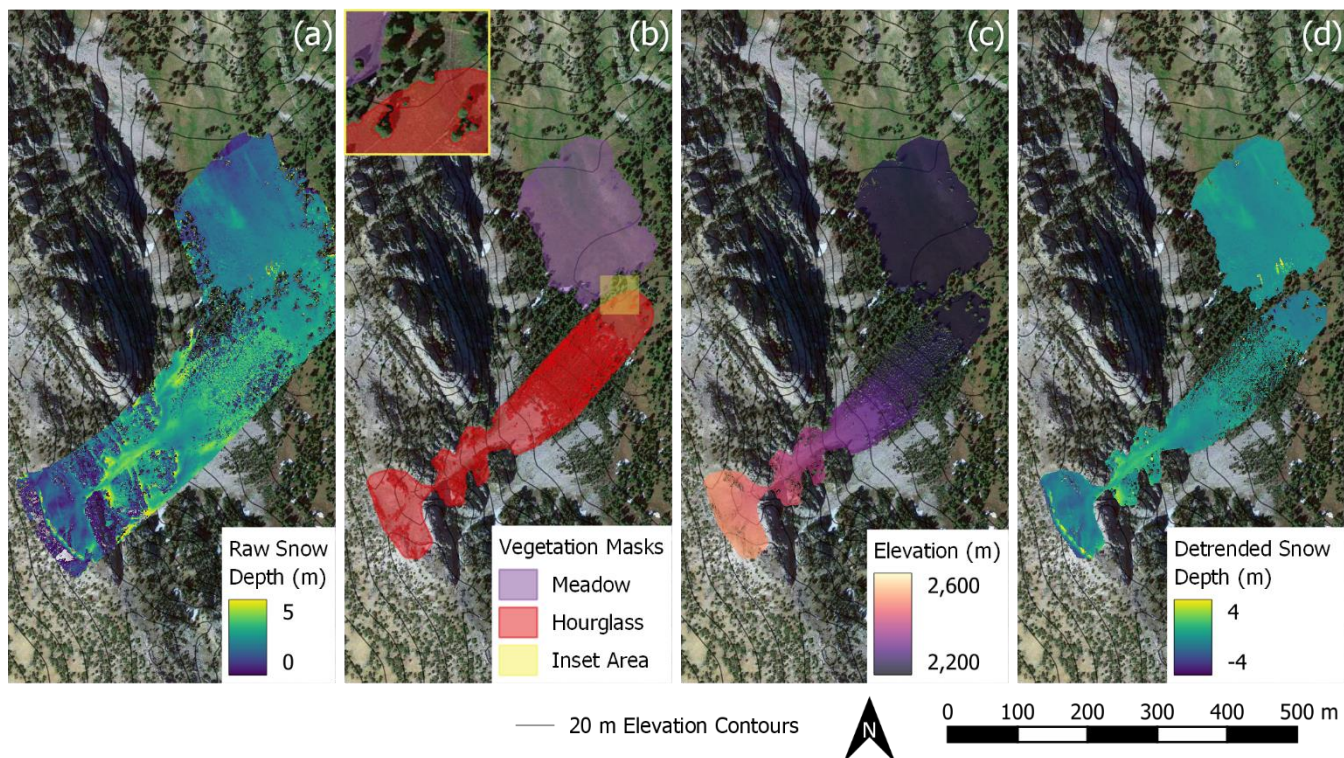 (a)
(b)
(c)
(d)
Raw Snow
Depth (m)
5
0
Vegetation Masks
Meadow
Hourglass
Inset Area
Elevation (m)
2,600
2,200
Detrended Snow
Depth (m)
4
-4
20 m Elevation Contours
N
0 100 200 300 400 500 m